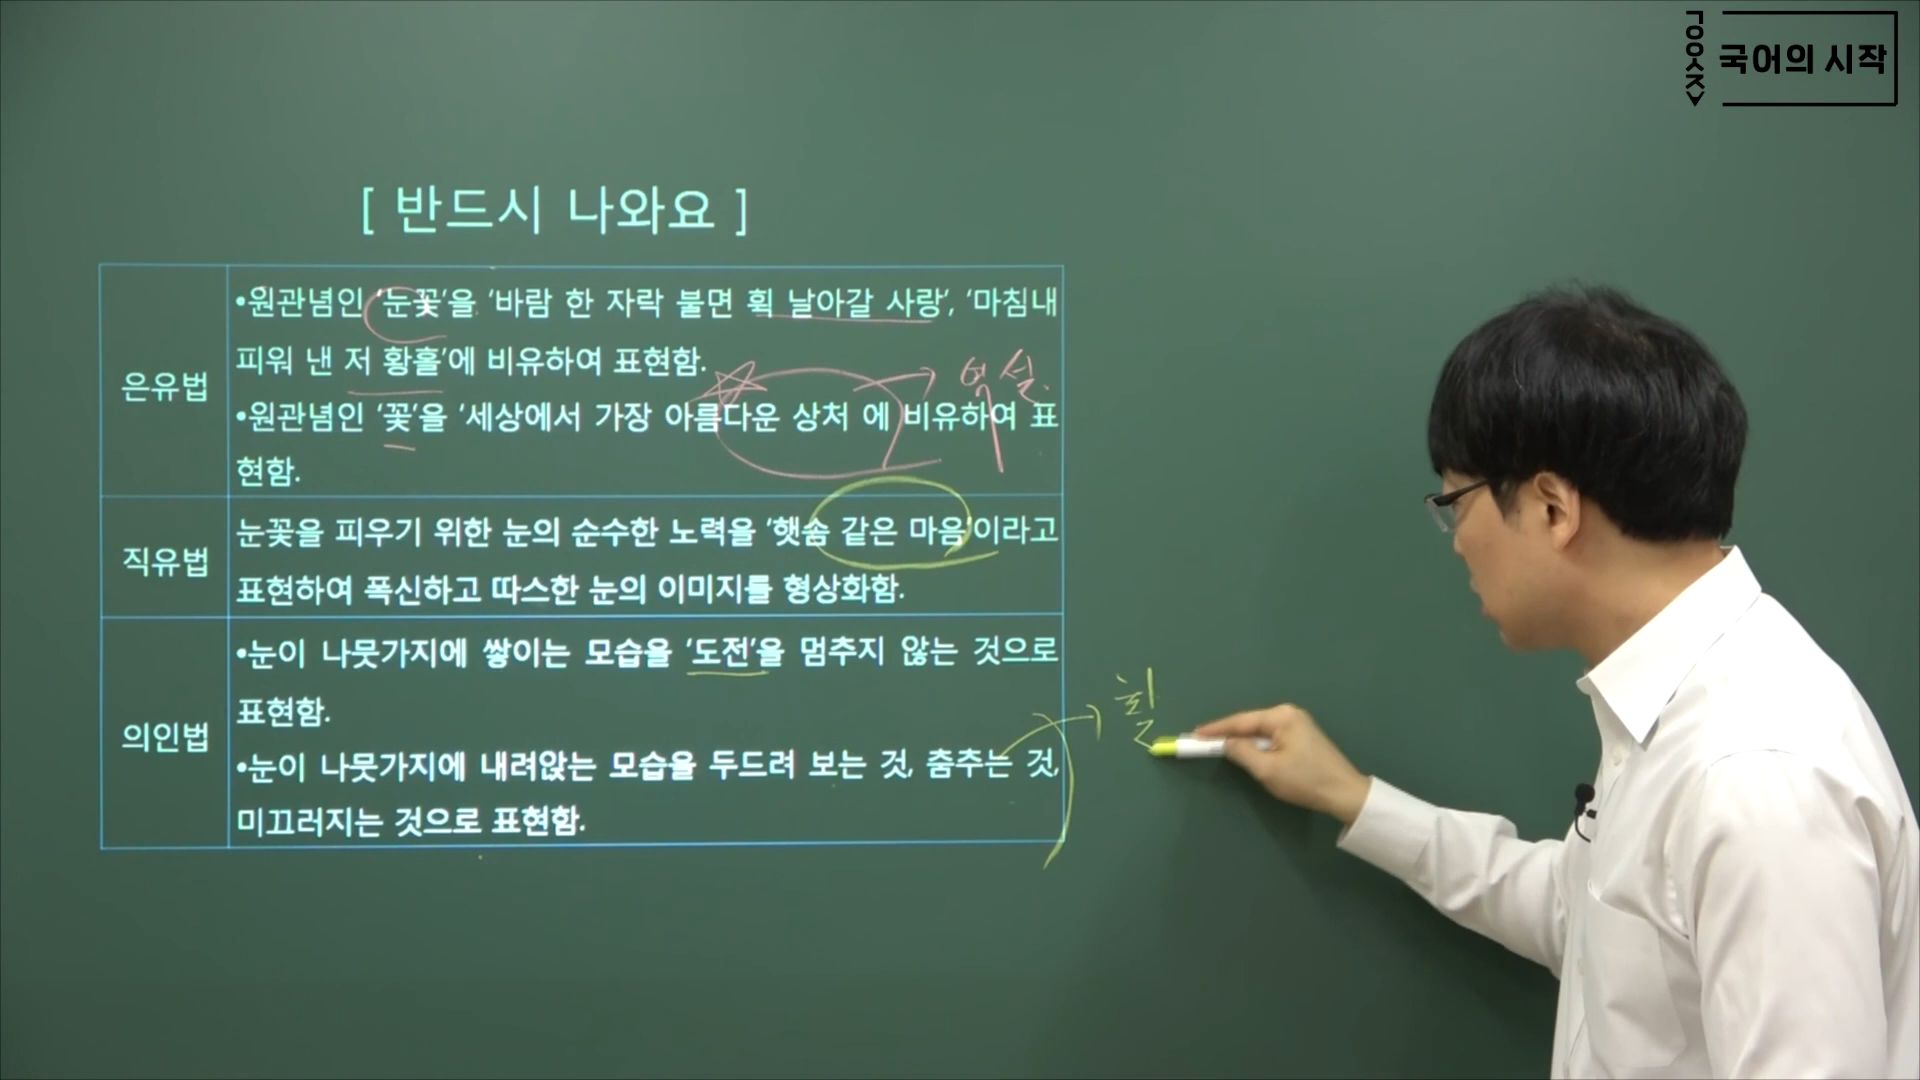 국어의 시작
[ 반드시 나와요 ]
은유법
•원관념인 '눈꽃'을 '바람 한 자락 불면 휙 날아갈 사랑', '마침내
피워 낸 저 황홀'에 비유하여 표현함.
•원관념인 '꽃'을 '세상에서 가장 아름다운 상처 에 비유하여 표
현함.
역설
직유법
눈꽃을 피우기 위한 눈의 순수한 노력을 '햇솜 같은 마음'이라고
표현하여 폭신하고 따스한 눈의 이미지를 형상화함.
의인법
•눈이 나뭇가지에 쌓이는 모습을 '도전'을 멈추지 않는 것으로
표현함.
•눈이 나뭇가지에 내려앉는 모습을 두드려 보는 것, 춤추는 것,
미끄러지는 것으로 표현함.